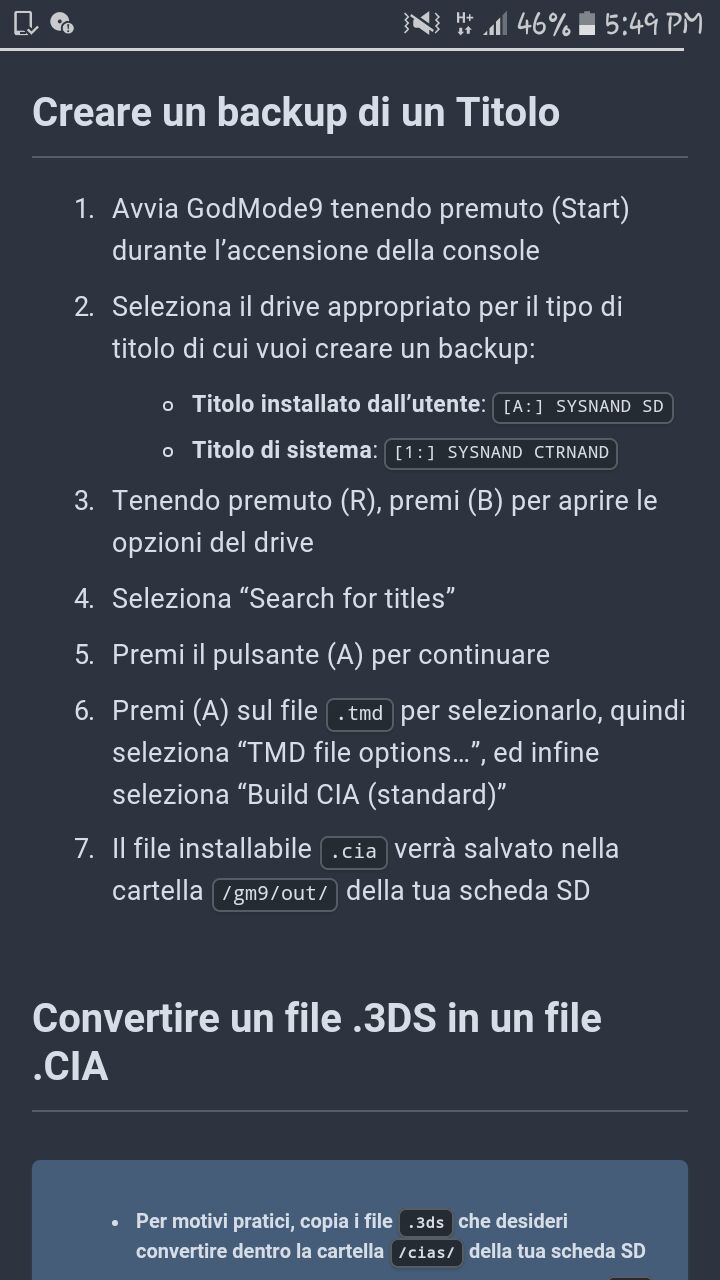 H+ 46% 5:49 PM
Creare un backup di un Titolo
1. Avvia GodMode9 tenendo premuto (Start)
durante l’accensione della console
2. Seleziona il drive appropriato per il tipo di
titolo di cui vuoi creare un backup:
Titolo installato dall’utente: [A:] SYSNAND SD
Titolo di sistema: [1:] SYSNAND CTRNAND
3. Tenendo premuto (R), premi (B) per aprire le
opzioni del drive
4. Seleziona “Search for titles”
5. Premi il pulsante (A) per continuare
6. Premi (A) sul file .tmd per selezionarlo, quindi
seleziona “TMD file options…”, ed infine
seleziona “Build CIA (standard)”
7. Il file installabile .cia verrà salvato nella
cartella /gm9/out/ della tua scheda SD
Convertire un file .3DS in un file
.CIA
Per motivi pratici, copia i file .3ds che desideri
convertire dentro la cartella /cias/ della tua scheda SD